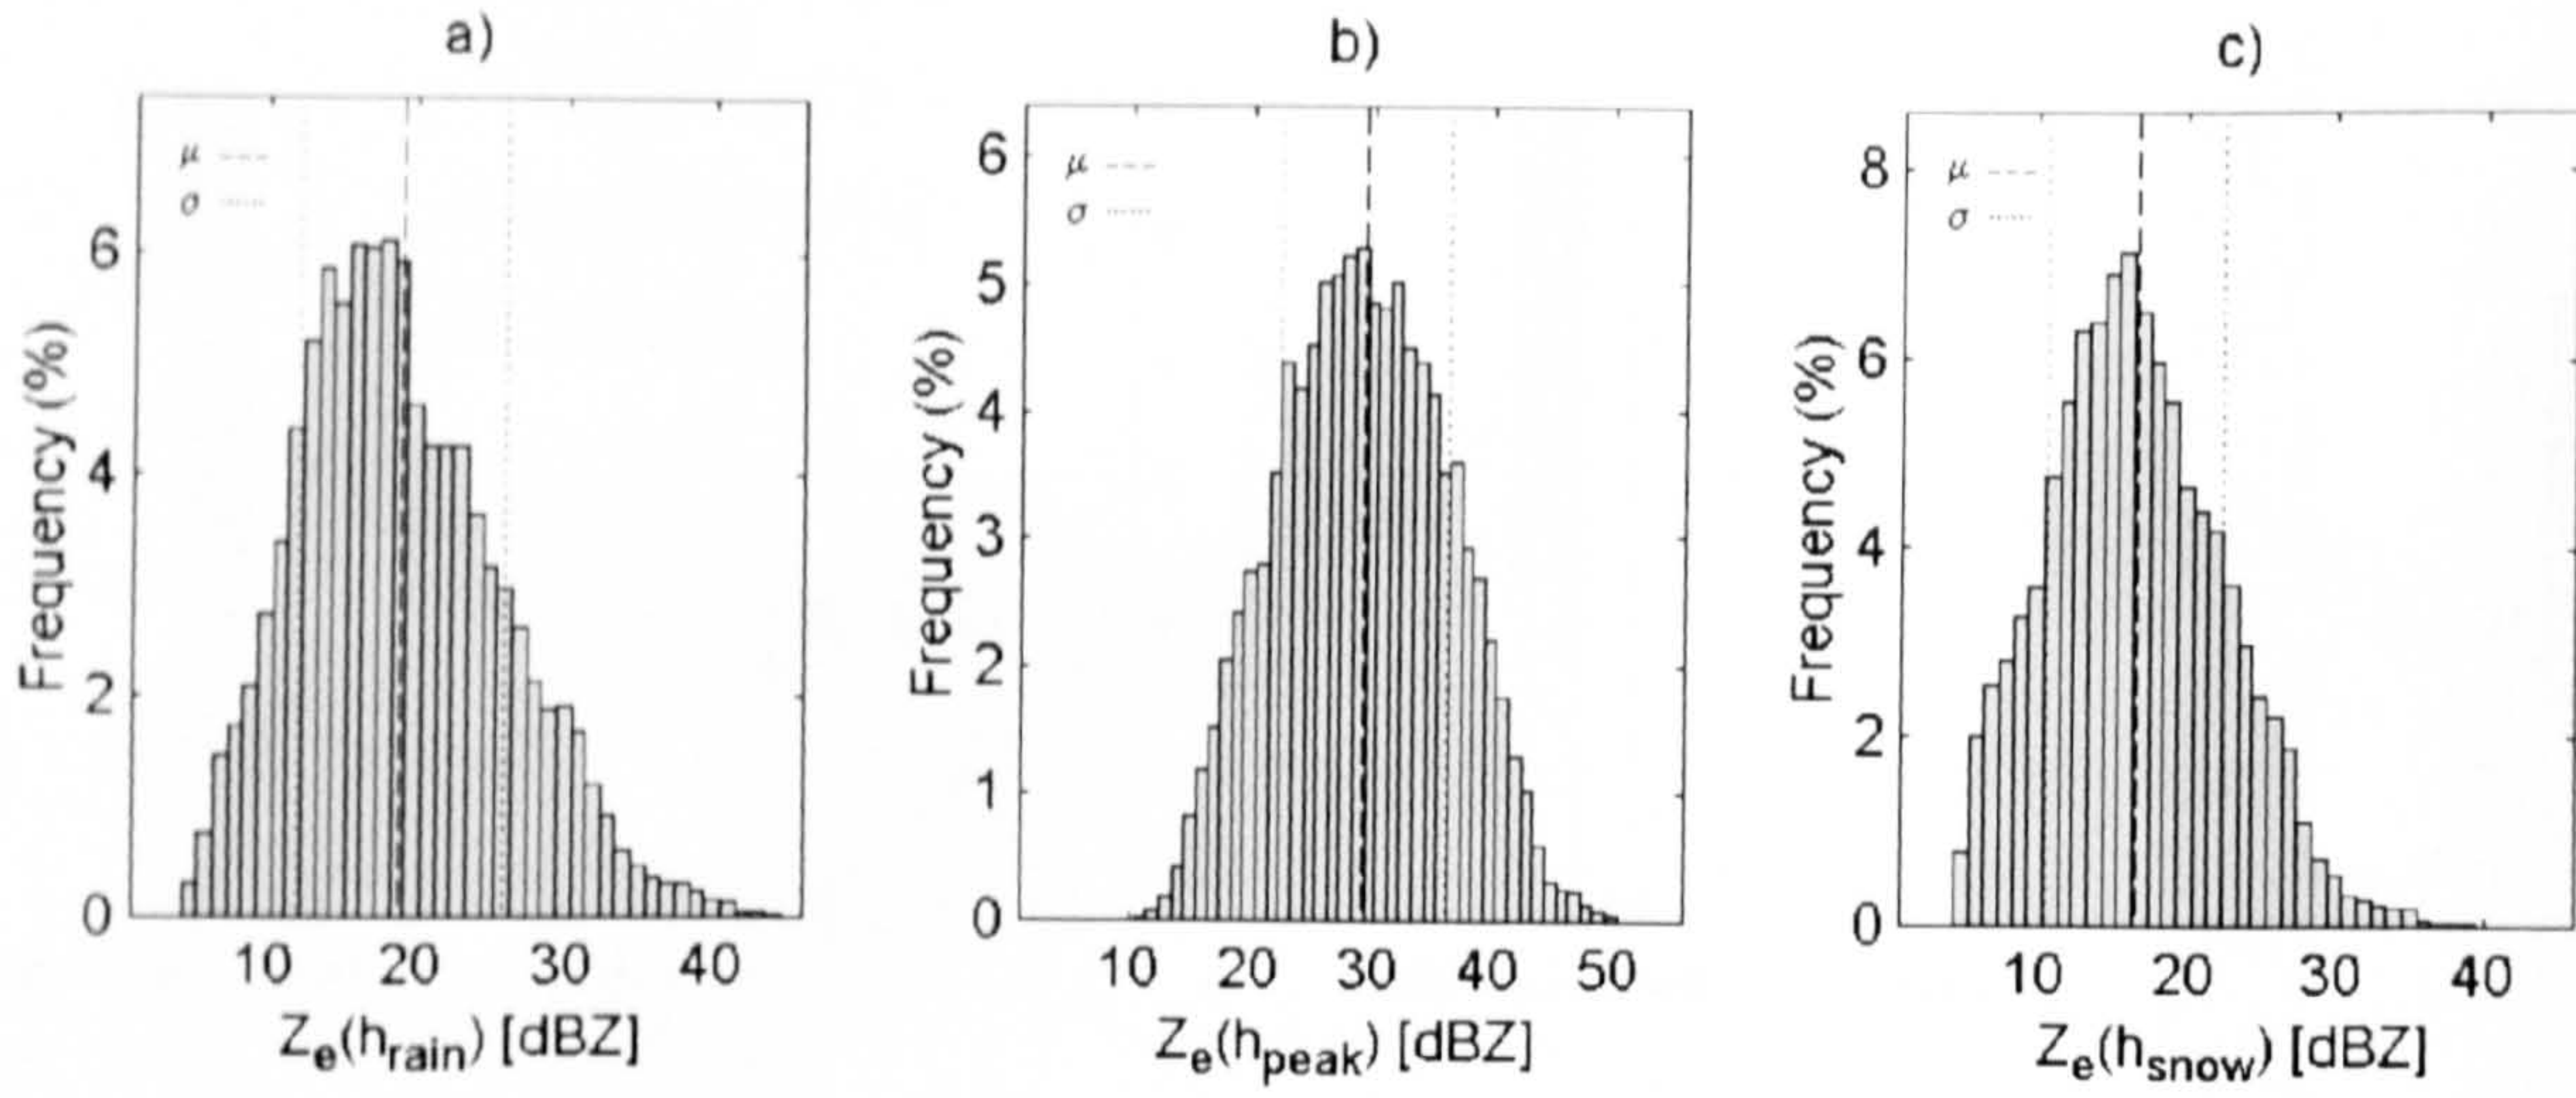 a)
μ
σ
6
4
2
0
Frequency (%)
10 20 30 40
Ze(hrain) [dBZ]
b)
μ
σ
6
5
4
3
2
1
0
Frequency (%)
10 20 30 40 50
Ze(hpeak) [dBZ]
c)
μ
σ
8
6
4
2
0
Frequency (%)
10 20 30 40
Ze(hsnow) [dBZ]